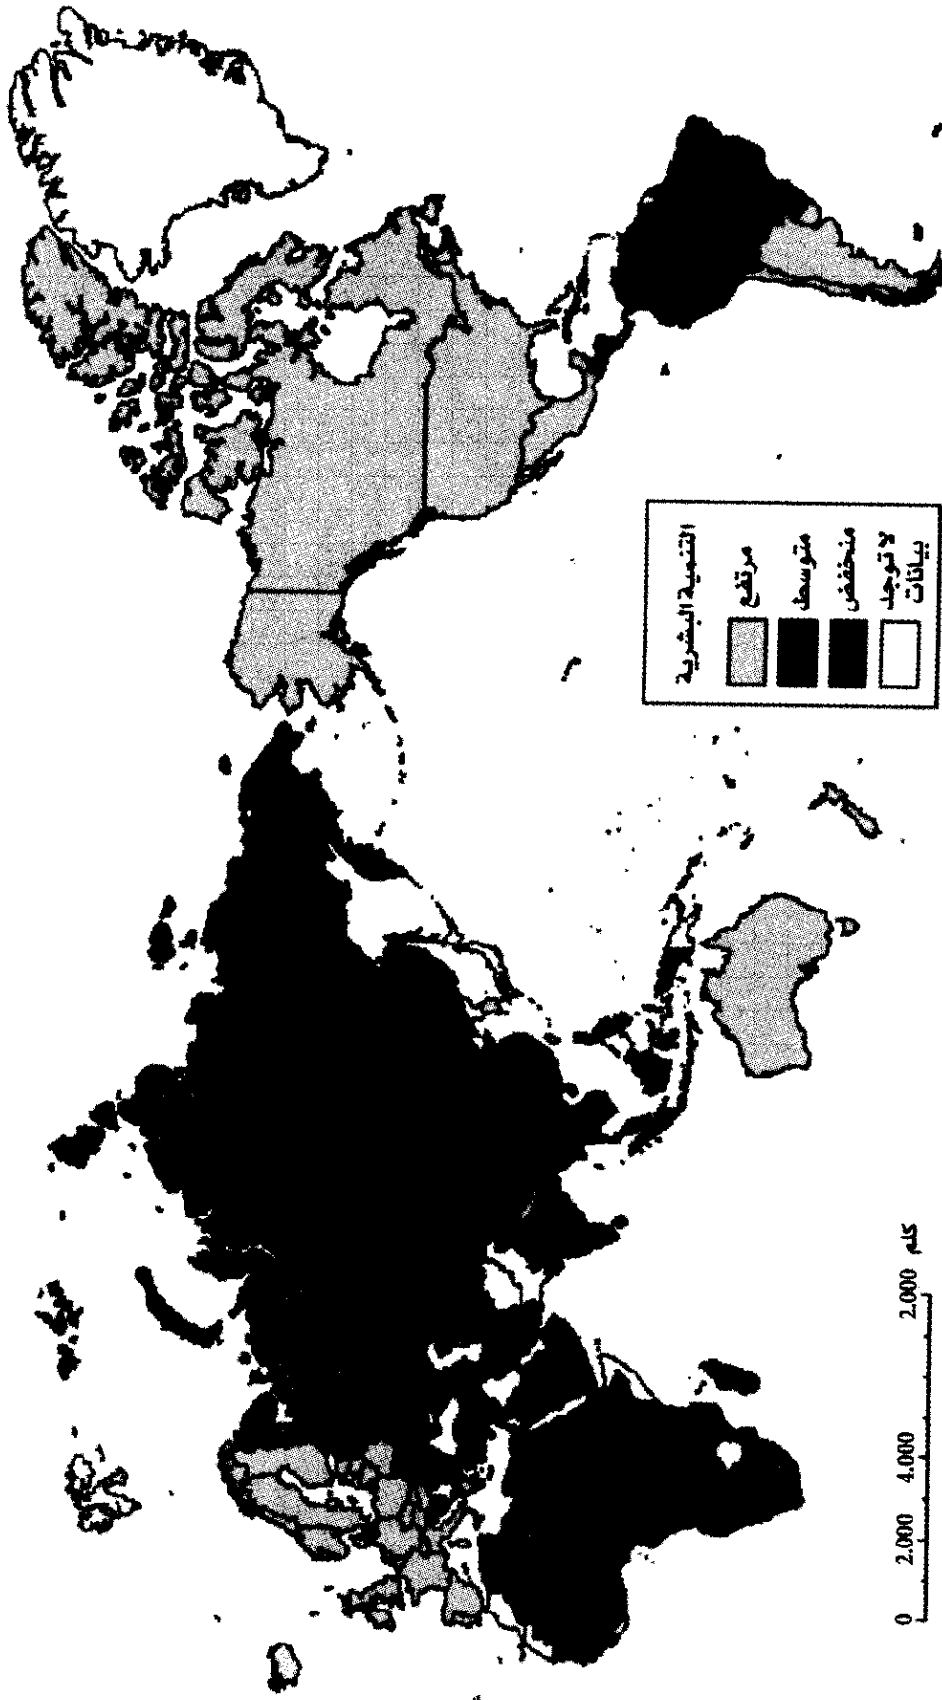 التنمية البشرية
مرتفع
متوسط
منخفض
لا توجد
بيانات
0 2.000 4.000 2.000 كلم